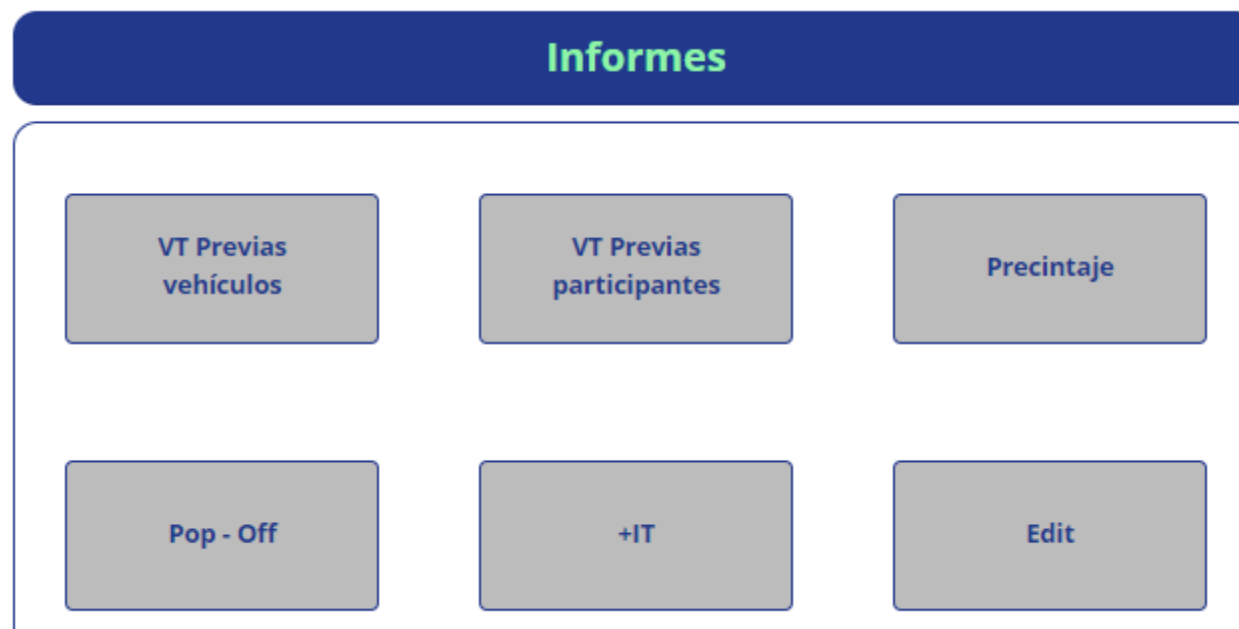 Informes
VT Previas
vehículos
VT Previas
participantes
Precintaje
Pop - Off
+IT
Edit